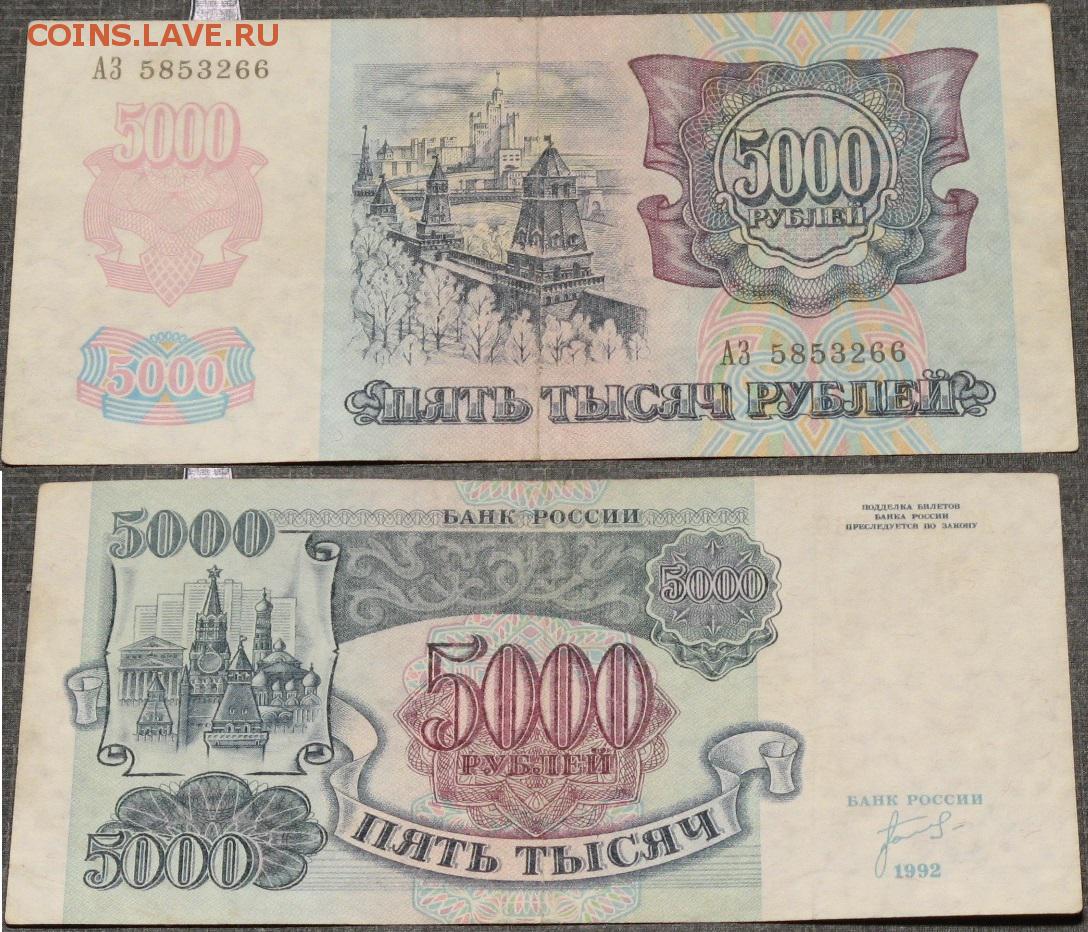 COINS.LAVE.RU
АЗ 5853266
5000
5000
РУБЛЕЙ
АЗ 5853266
5000
ПЯТЬ ТЫСЯЧ РУБЛЕЙ
5000
БАНК РОССИИ
ПОДДЕЛКА БИЛЕТОВ
БАНКА РОССИИ
ПРЕСЛЕДУЕТСЯ ПО ЗАКОНУ
5000
5000
РУБЛЕЙ
ПЯТЬ ТЫСЯЧ
5000
БАНК РОССИИ
1992